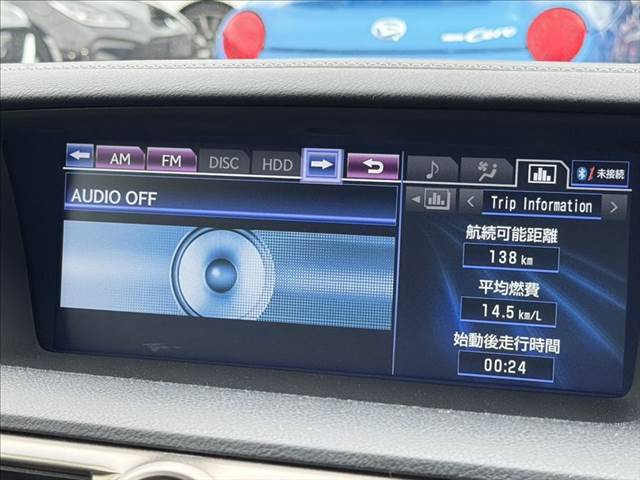 Cero
AM FM DISC HDD
未接続
AUDIO OFF
Trip Information
航続可能距離
138 km
平均燃費
14.5 km/L
始動後走行時間
00:24